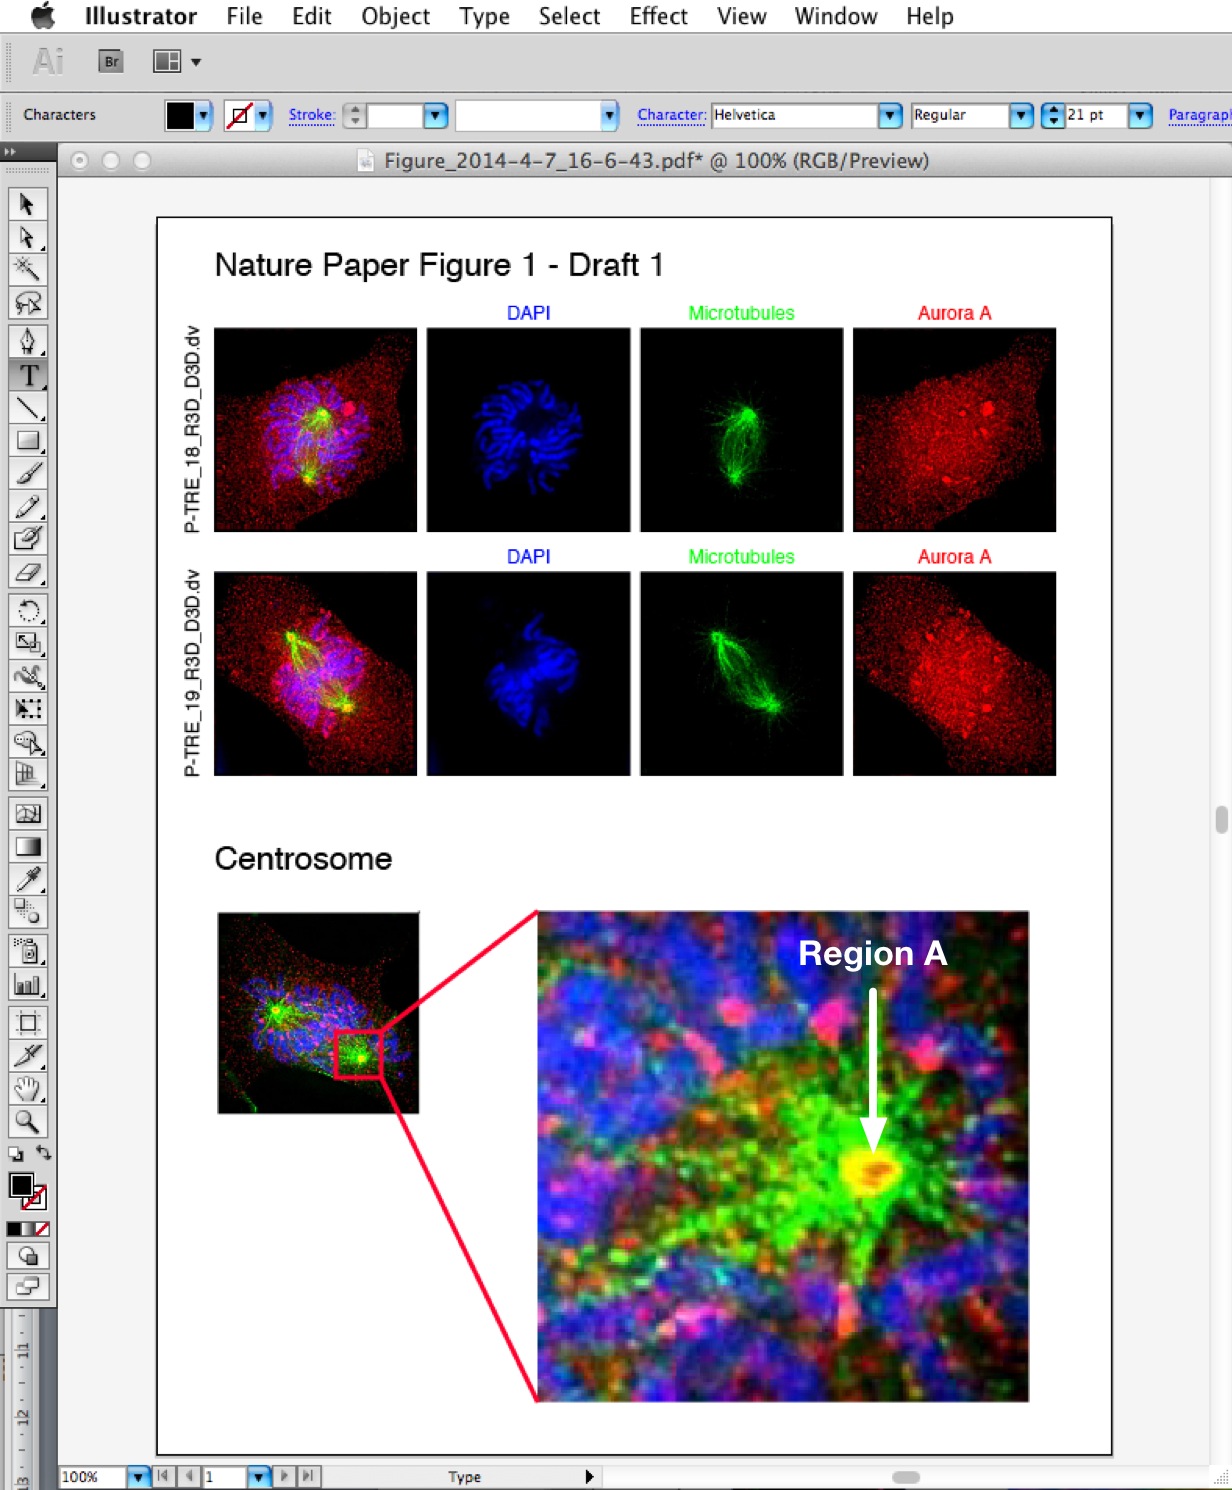 Illustrator File Edit Object Type Select Effect View Window Help
Ai Br
Characters Stroke: Character: Helvetica Regular 21 pt Paragrap
Figure_2014-4-7_16-6-43.pdf* @ 100% (RGB/Preview)
T
Nature Paper Figure 1 - Draft 1
DAPI Microtubules Aurora A
P-TRE_18_R3D_D3D.dv
DAPI Microtubules Aurora A
P-TRE_19_R3D_D3D.dv
Centrosome
Region A
11
12
13
100% 1 Type